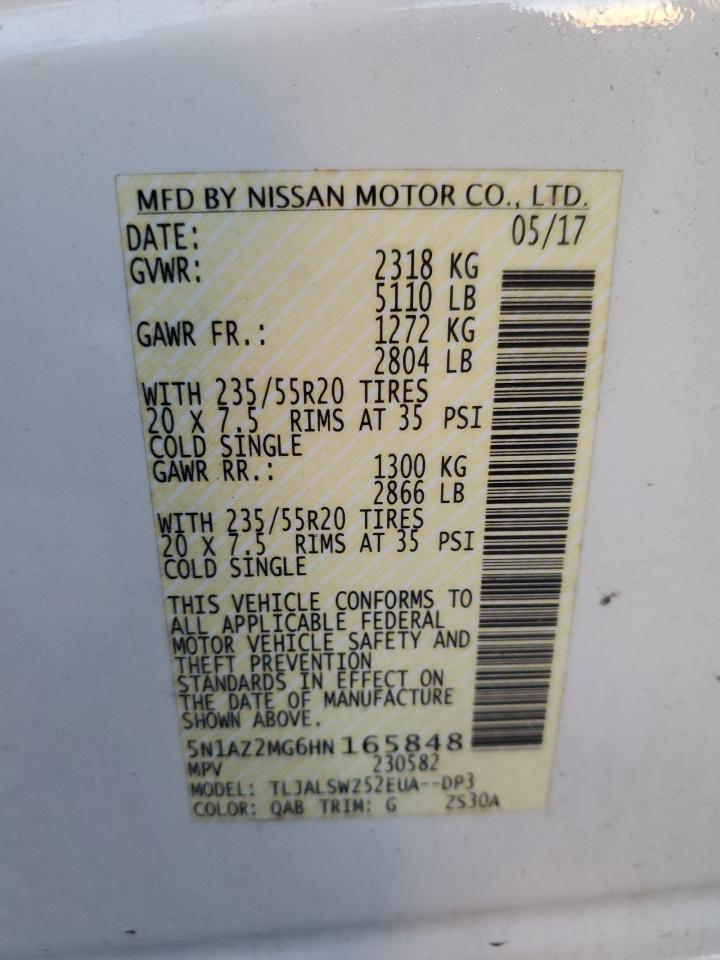 MFD BY NISSAN MOTOR CO., LTD.
DATE: 05/17
GVWR: 2318 KG
5110 LB
GAWR FR.: 1272 KG
2804 LB
WITH 235/55R20 TIRES
20 X 7.5 RIMS AT 35 PSI
COLD SINGLE
GAWR RR.: 1300 KG
2866 LB
WITH 235/55R20 TIRES
20 X 7.5 RIMS AT 35 PSI
COLD SINGLE
THIS VEHICLE CONFORMS TO
ALL APPLICABLE FEDERAL
MOTOR VEHICLE SAFETY AND
THEFT PREVENTION
STANDARDS IN EFFECT ON
THE DATE OF MANUFACTURE
SHOWN ABOVE.
5N1AZ2MG6HN 165848
MPV 230582
MODEL: TLJALSWZ52EUA--DP3
COLOR: QAB TRIM: G ZS30A